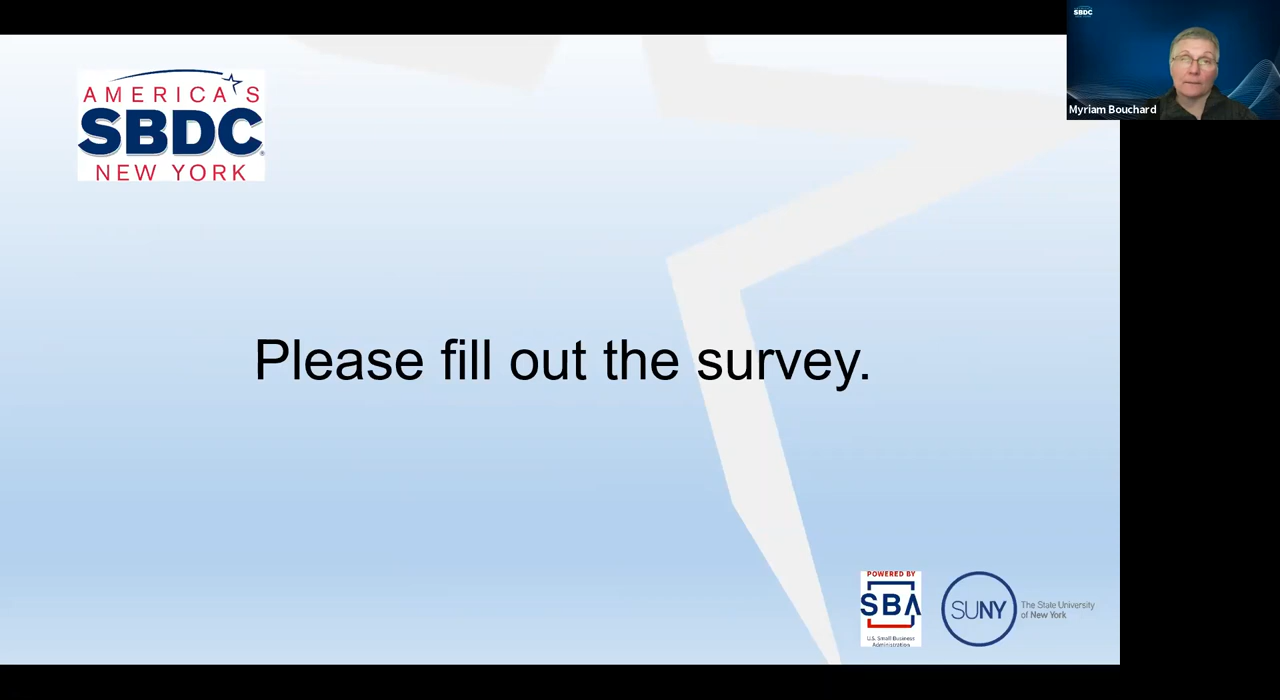 SBDC
Myriam Bouchard
AMERICA'S
SBDC
NEW YORK
Please fill out the survey.
POWERED BY
SBA
U.S. Small Business
Administration
SUNY
The State University
of New York